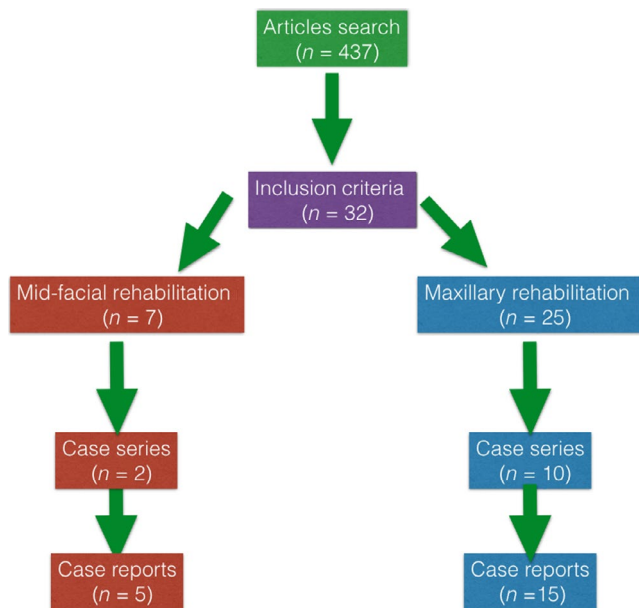 Articles search
(n = 437)
Inclusion criteria
(n = 32)
Mid-facial rehabilitation
(n = 7)
Maxillary rehabilitation
(n = 25)
Case series
(n = 2)
Case series
(n = 10)
Case reports
(n = 5)
Case reports
(n =15)